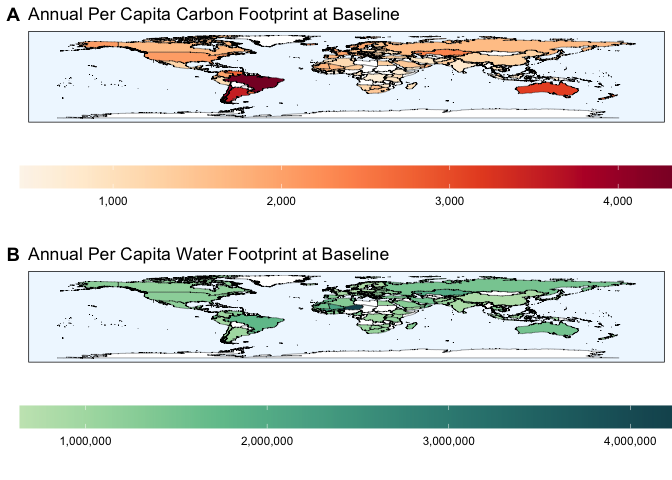 A Annual Per Capita Carbon Footprint at Baseline
1,000 2,000 3,000 4,000
B Annual Per Capita Water Footprint at Baseline
1,000,000 2,000,000 3,000,000 4,000,000